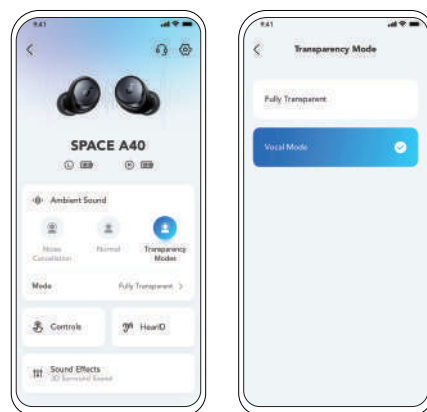 9:41
SPACE A40
L
R
Ambient Sound
Noise
Cancellation
Normal
Transparency
Modes
Mode
Fully Transparent
Controls
HearID
Sound Effects
3D Surround Sound
9:41
Transparency Mode
Fully Transparent
Vocal Mode